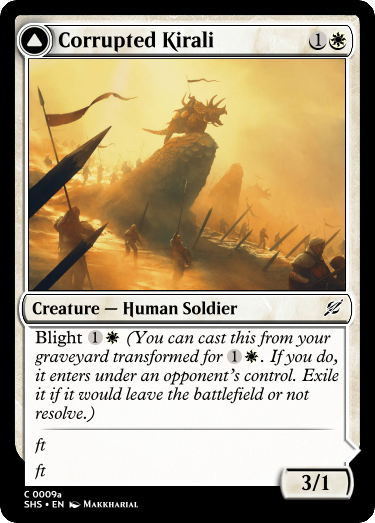 Corrupted Kirali 1
Creature — Human Soldier
Blight 1 (You can cast this from your
graveyard transformed for 1 . If you do,
it enters under an opponent's control. Exile
it if it would leave the battlefield or not
resolve.)
ft
ft
3/1
C 0009a
SHS • EN Makkharial